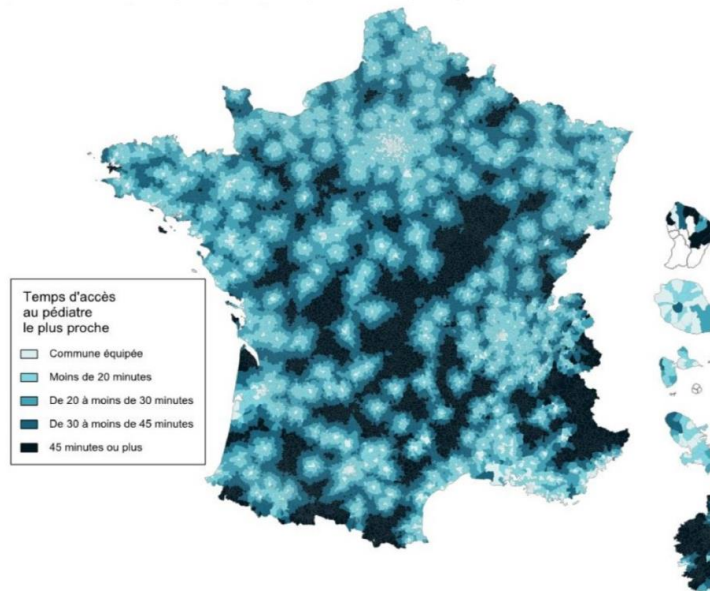 Temps d'accès
au pédiatre
le plus proche
Commune équipée
Moins de 20 minutes
De 20 à moins de 30 minutes
De 30 à moins de 45 minutes
45 minutes ou plus